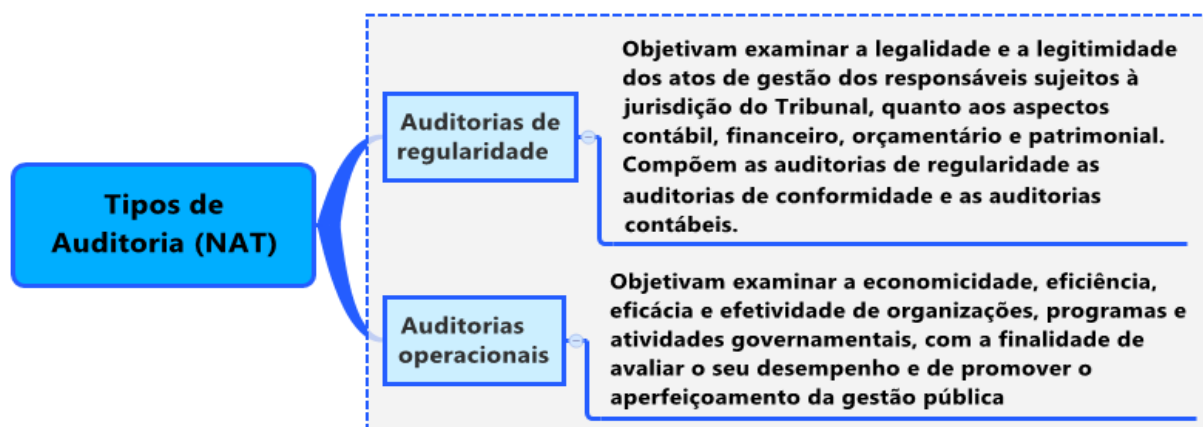 Tipos de
Auditoria (NAT)
Auditorias de
regularidade
Objetivam examinar a legalidade e a legitimidade
dos atos de gestão dos responsáveis sujeitos à
jurisdição do Tribunal, quanto aos aspectos
contábil, financeiro, orçamentário e patrimonial.
Compõem as auditorias de regularidade as
auditorias de conformidade e as auditorias
contábeis.
Auditorias
operacionais
Objetivam examinar a economicidade, eficiência,
eficácia e efetividade de organizações, programas e
atividades governamentais, com a finalidade de
avaliar o seu desempenho e de promover o
aperfeiçoamento da gestão pública